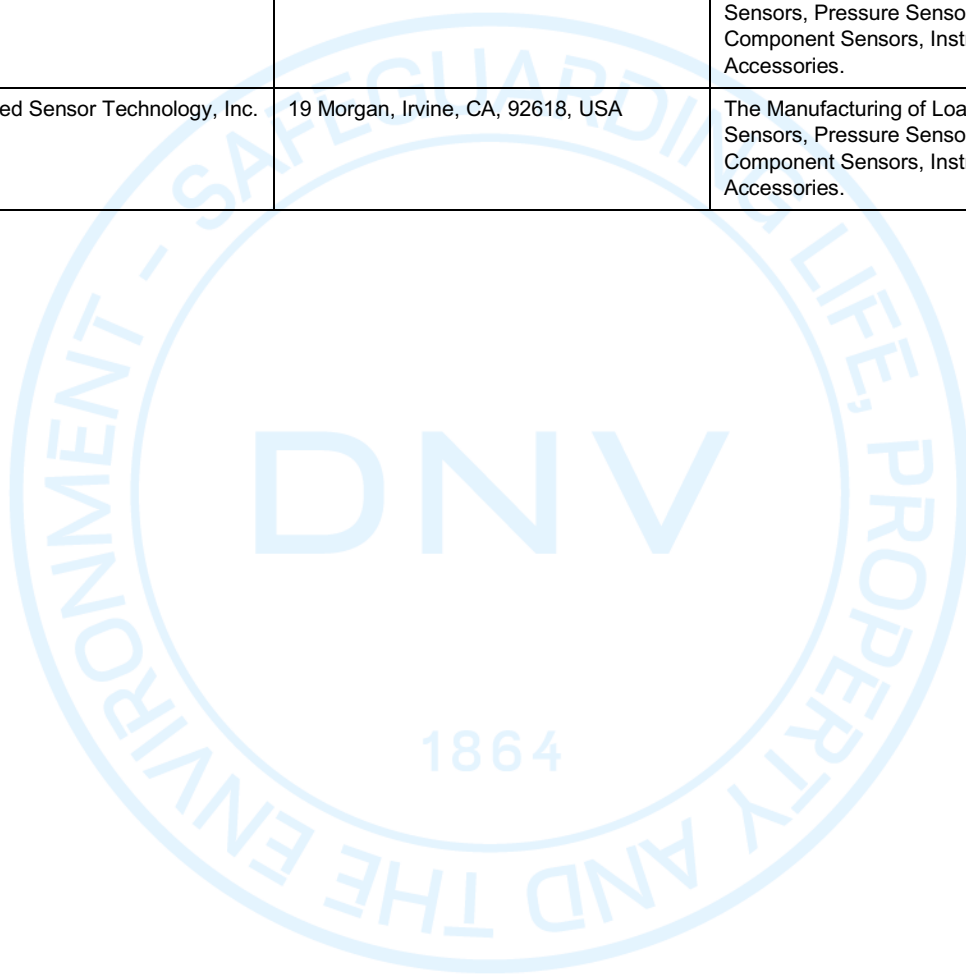 Sensors, Pressure Senso
Component Sensors, Inst
Accessories.
ed Sensor Technology, Inc.
19 Morgan, Irvine, CA, 92618, USA
The Manufacturing of Loa
Sensors, Pressure Senso
Component Sensors, Inst
Accessories.
SAFEGUARDING LIFE, PROPERTY AND THE ENVIRONMENT -
DNV
1864